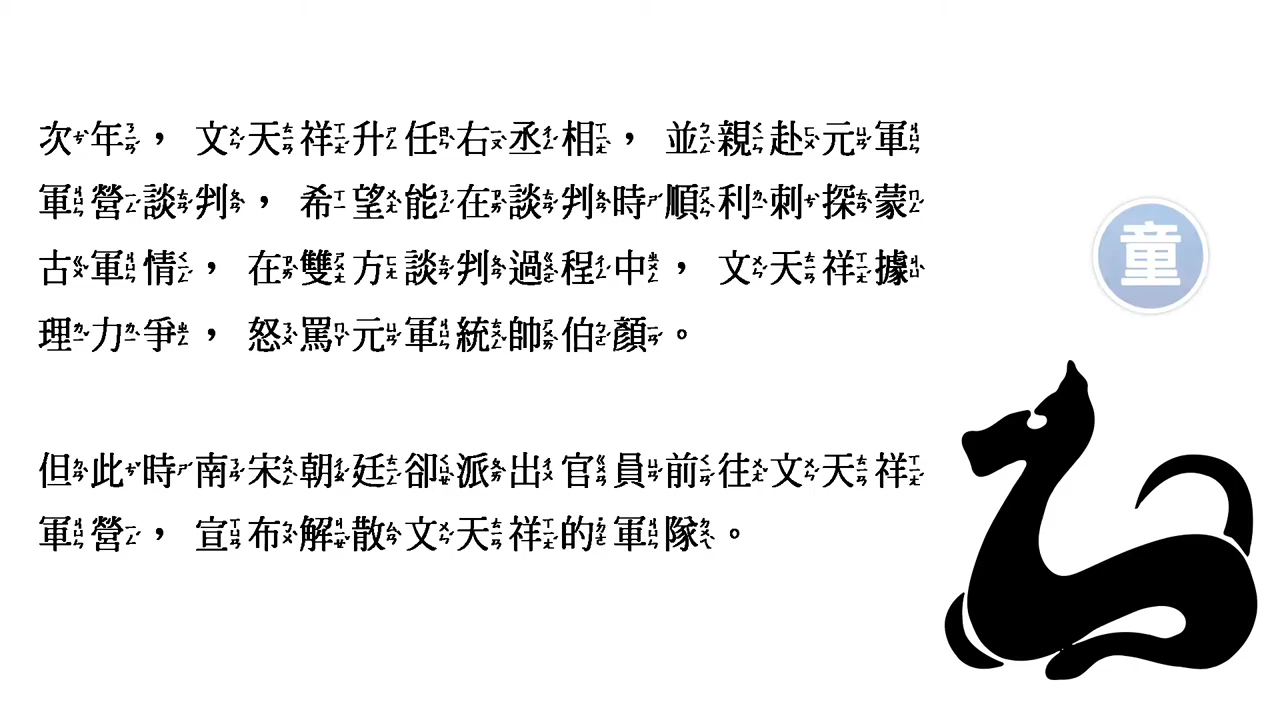 次年，文天祥升任右丞相，並親赴元軍
軍營談判，希望能在談判時順利刺探蒙
古軍情，在雙方談判過程中，文天祥據
理力爭，怒罵元軍統帥伯顏。
但此時南宋朝廷卻派出官員前往文天祥
軍營，宣布解散文天祥的軍隊。
童